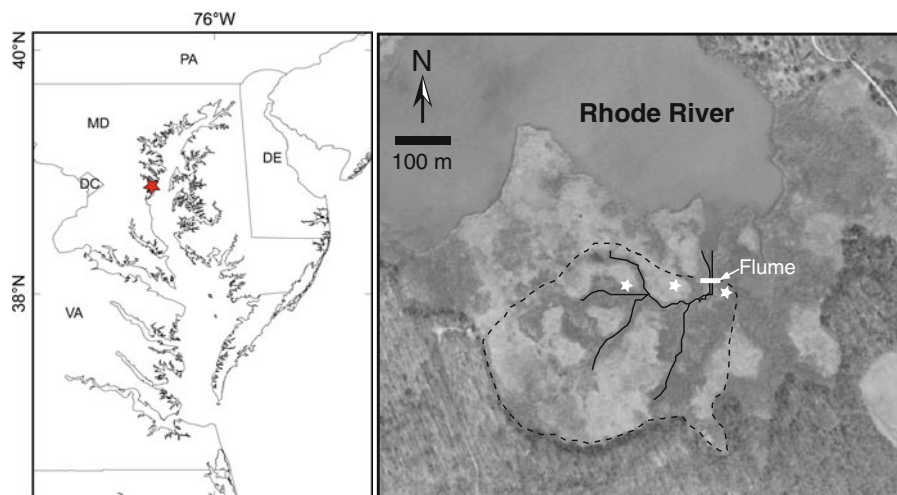 76°W
40°N
PA
MD
DE
DC
38°N
VA
N
100 m
Rhode River
Flume